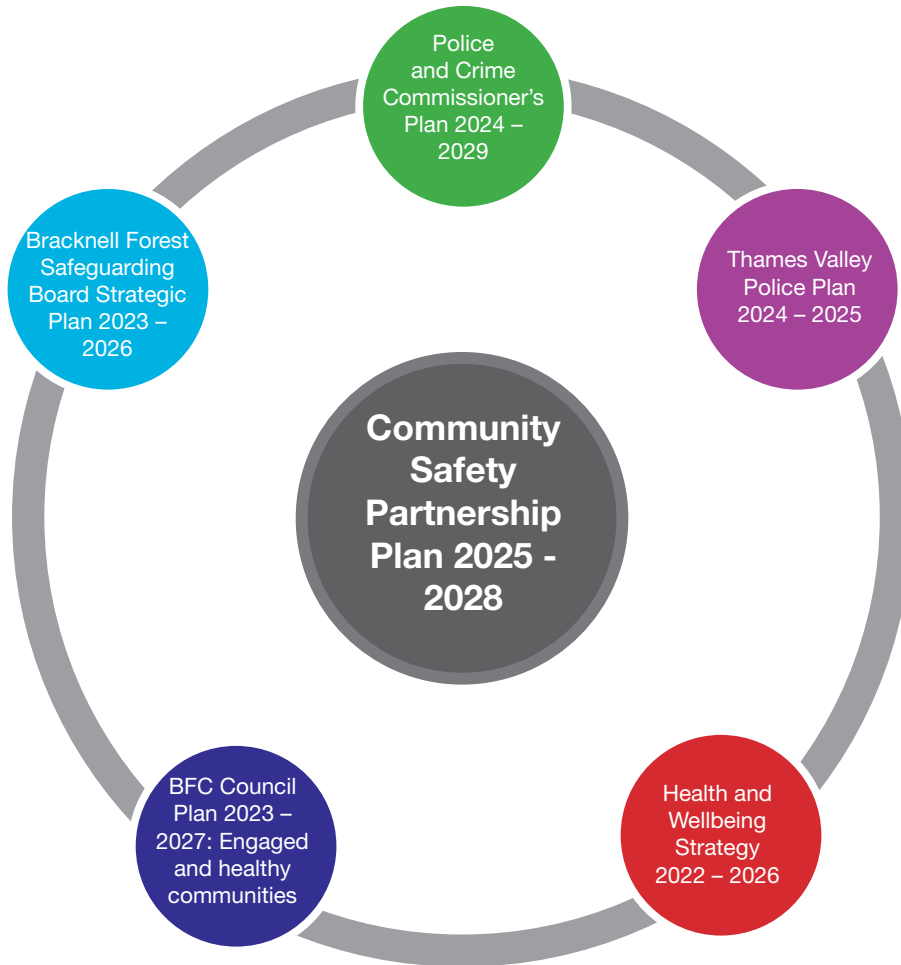 Police
and Crime
Commissioner's
Plan 2024 –
2029
Bracknell Forest
Safeguarding
Board Strategic
Plan 2023 –
2026
Thames Valley
Police Plan
2024 – 2025
Community
Safety
Partnership
Plan 2025 -
2028
BFC Council
Plan 2023 –
2027: Engaged
and healthy
communities
Health and
Wellbeing
Strategy
2022 – 2026